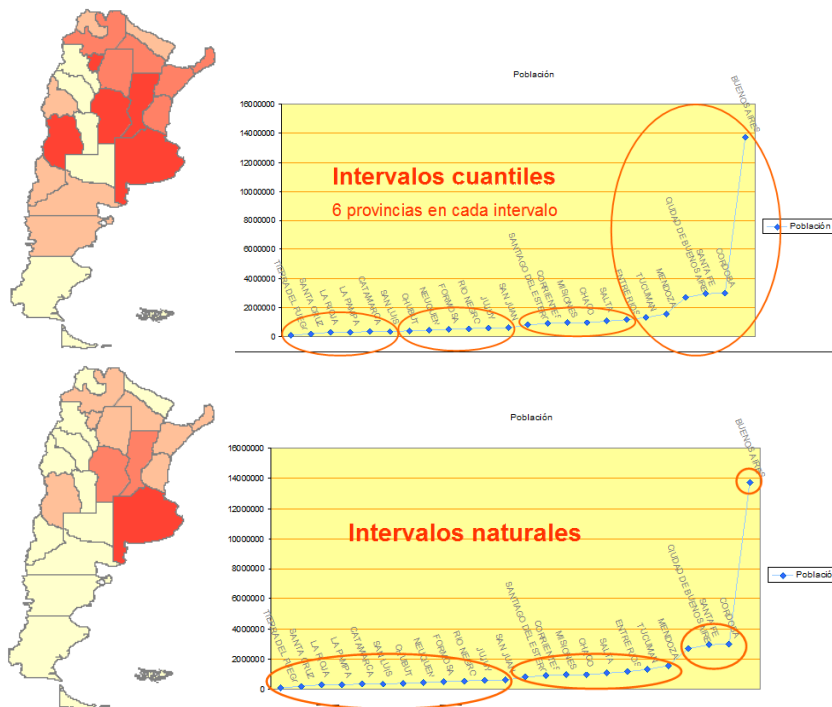 Población
BUENOS AIRES
16000000
14000000
12000000
10000000
8000000
6000000
4000000
2000000
0
Intervalos cuantiles
6 provincias en cada intervalo
Población
TIERRA DEL FUEGO
SANTA CRUZ
LA RIOJA
LA PAMPA
CATAMARCA
SAN LUIS
CHUBUT
NEUQUEN
FORMOSA
RIO NEGRO
JUJUY
SAN JUAN
SANTIAGO DEL ESTERO
CORRIENTES
MISIONES
CHACO
SALTA
ENTRE RIOS
TUCUMAN
MENDOZA
CIUDAD DE BUENOS AIRES
SANTA FE
CORDOBA
Población
BUENOS AIRES
16000000
14000000
12000000
10000000
8000000
6000000
4000000
2000000
0
Intervalos naturales
Población
TIERRA DEL FUEGO
SANTA CRUZ
LA RIOJA
LA PAMPA
CATAMARCA
SAN LUIS
CHUBUT
NEUQUEN
FORMOSA
RIO NEGRO
JUJUY
SAN JUAN
SANTIAGO DEL ESTERO
CORRIENTES
MISIONES
CHACO
SALTA
ENTRE RIOS
TUCUMAN
MENDOZA
CIUDAD DE BUENOS AIRES
SANTA FE
CORDOBA